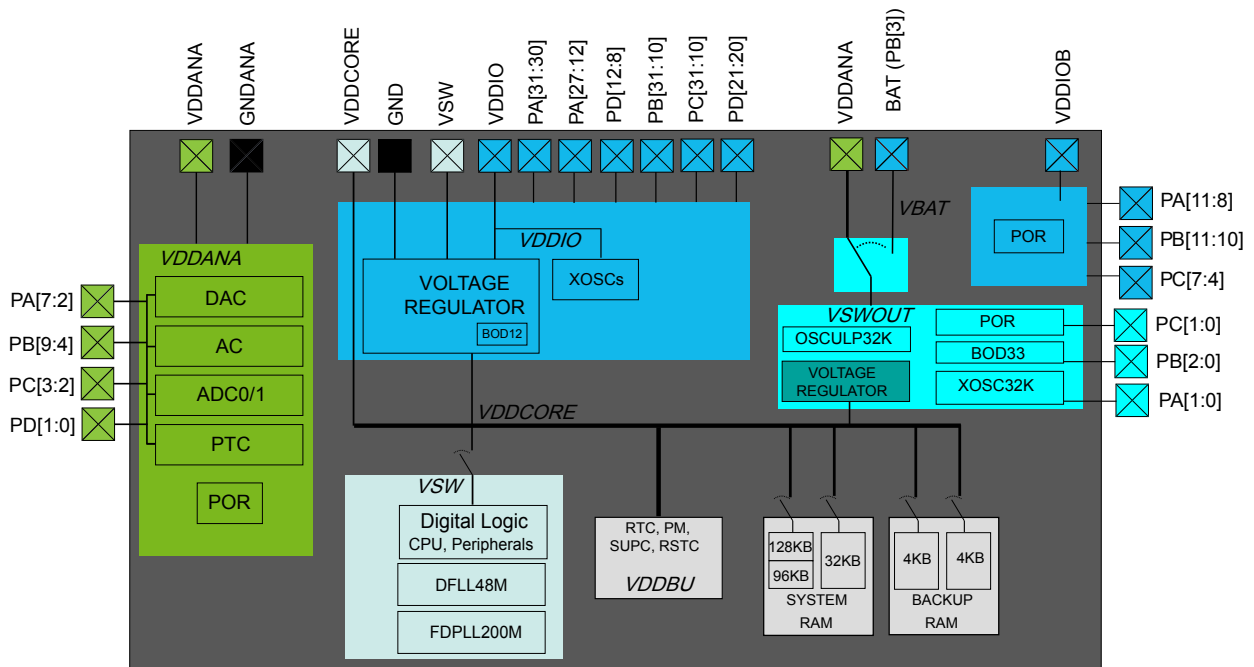 VDDANA
GNDANA
VDDCORE
GND
VSW
VDDIO
PA[31:30]
PA[27:12]
PD[12:8]
PB[31:10]
PC[31:10]
PD[21:20]
VDDANA
BAT (PB[3])
VDDIOB
PA[7:2]
PB[9:4]
PC[3:2]
PD[1:0]
VDDANA
DAC
AC
ADC0/1
PTC
POR
VDDIO
VOLTAGE
REGULATOR
BOD12
XOSCs
VBAT
POR
PA[11:8]
PB[11:10]
PC[7:4]
VSWOUT
OSCULP32K
VOLTAGE
REGULATOR
POR
BOD33
XOSC32K
PC[1:0]
PB[2:0]
PA[1:0]
VDDCORE
VSW
Digital Logic
CPU, Peripherals
DFLL48M
FDPLL200M
RTC, PM,
SUPC, RSTC
VDDBU
128KB
96KB
32KB
SYSTEM
RAM
4KB
4KB
BACKUP
RAM